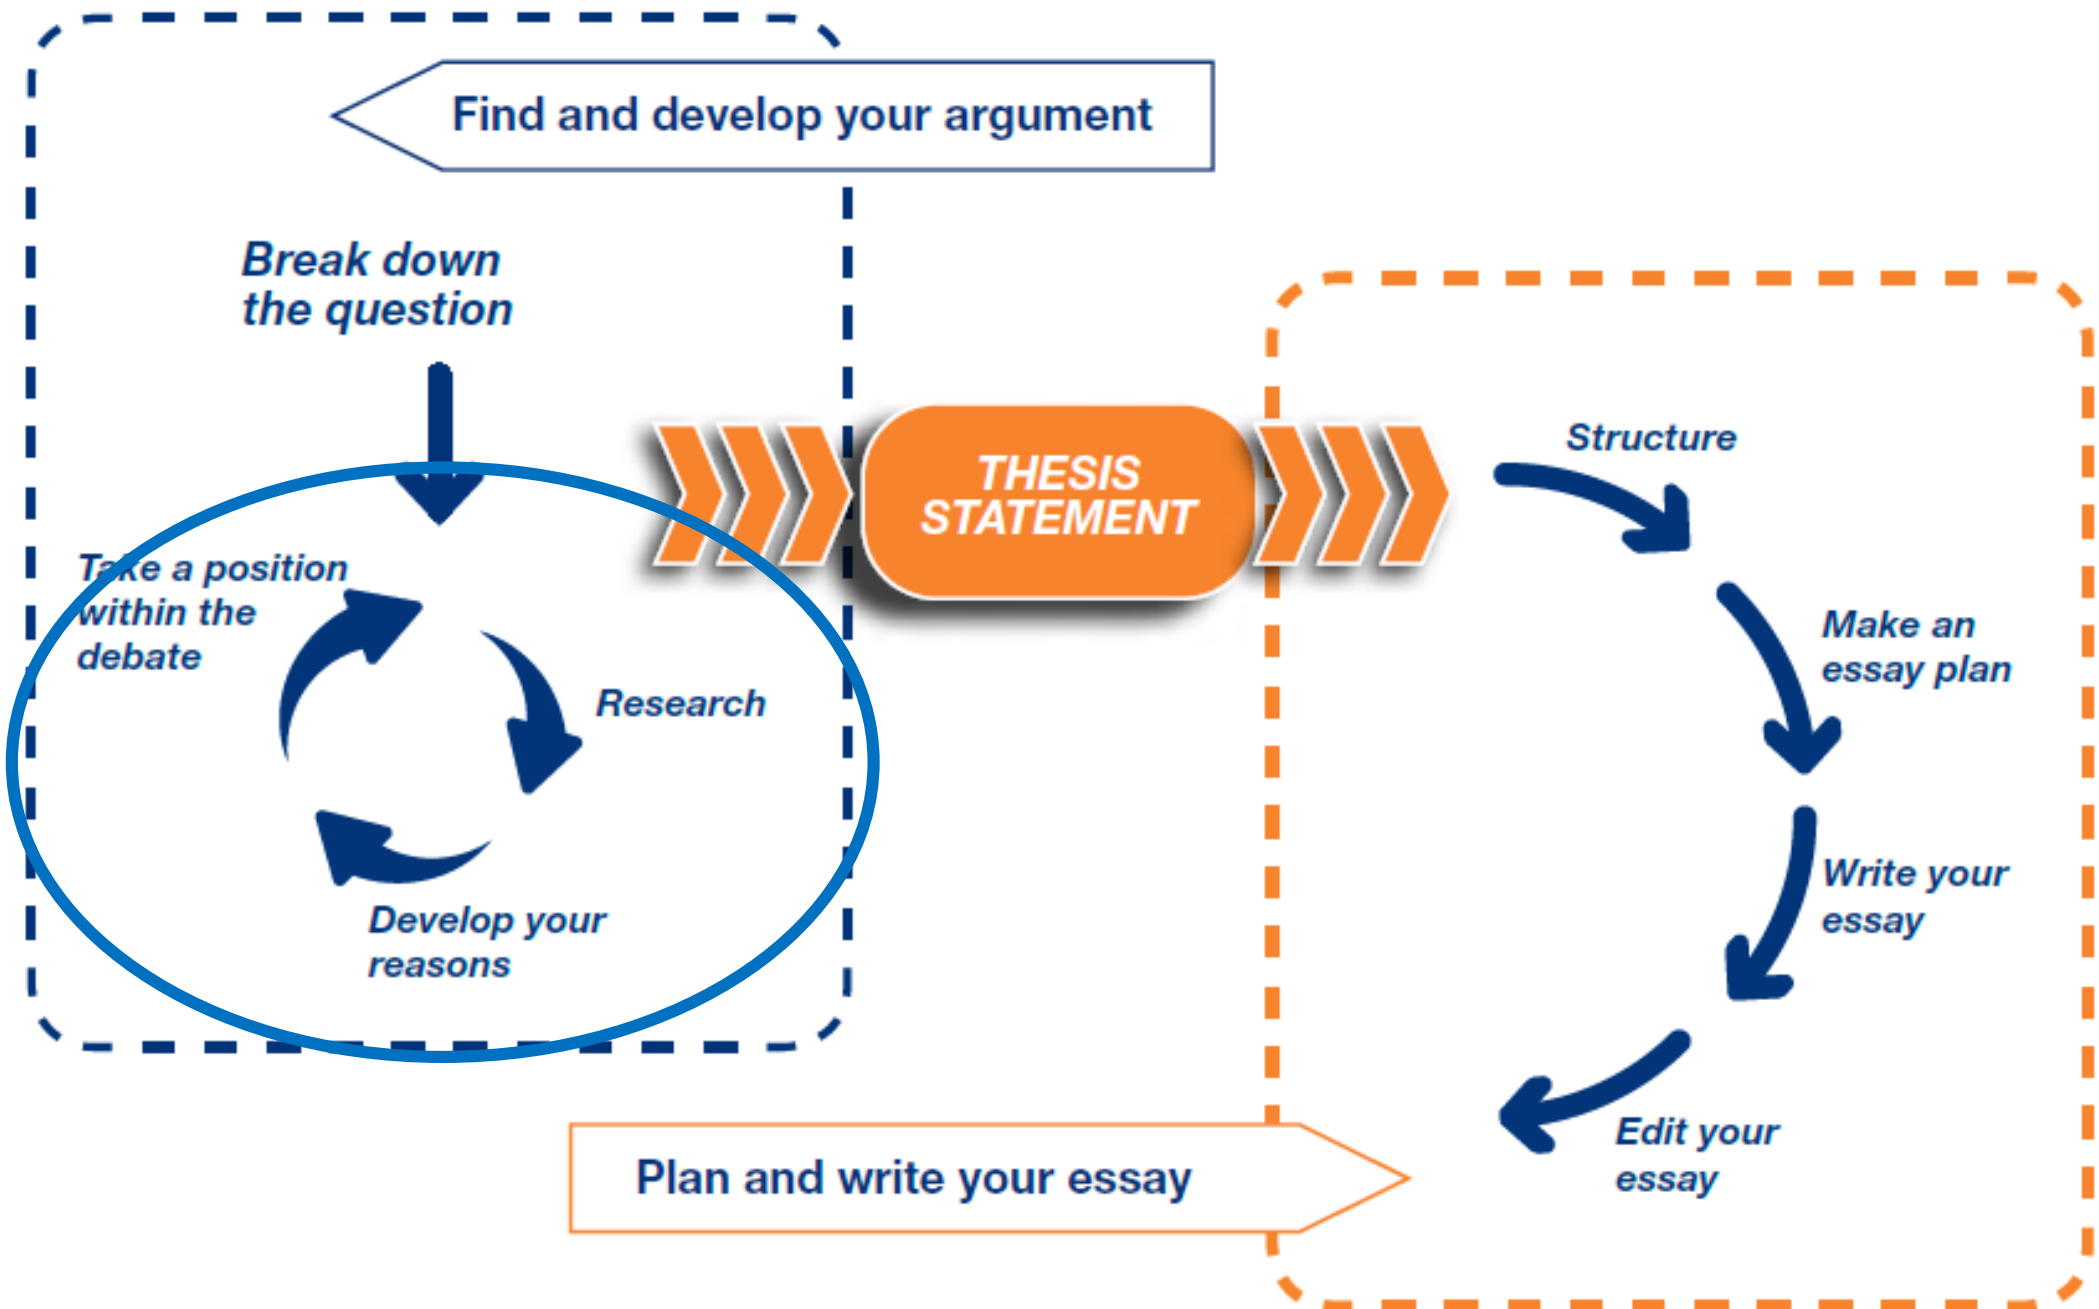 Find and develop your argument
Break down
the question
Take a position
within the
debate
Research
Develop your
reasons
THESIS
STATEMENT
Structure
Make an
essay plan
Write your
essay
Edit your
essay
Plan and write your essay